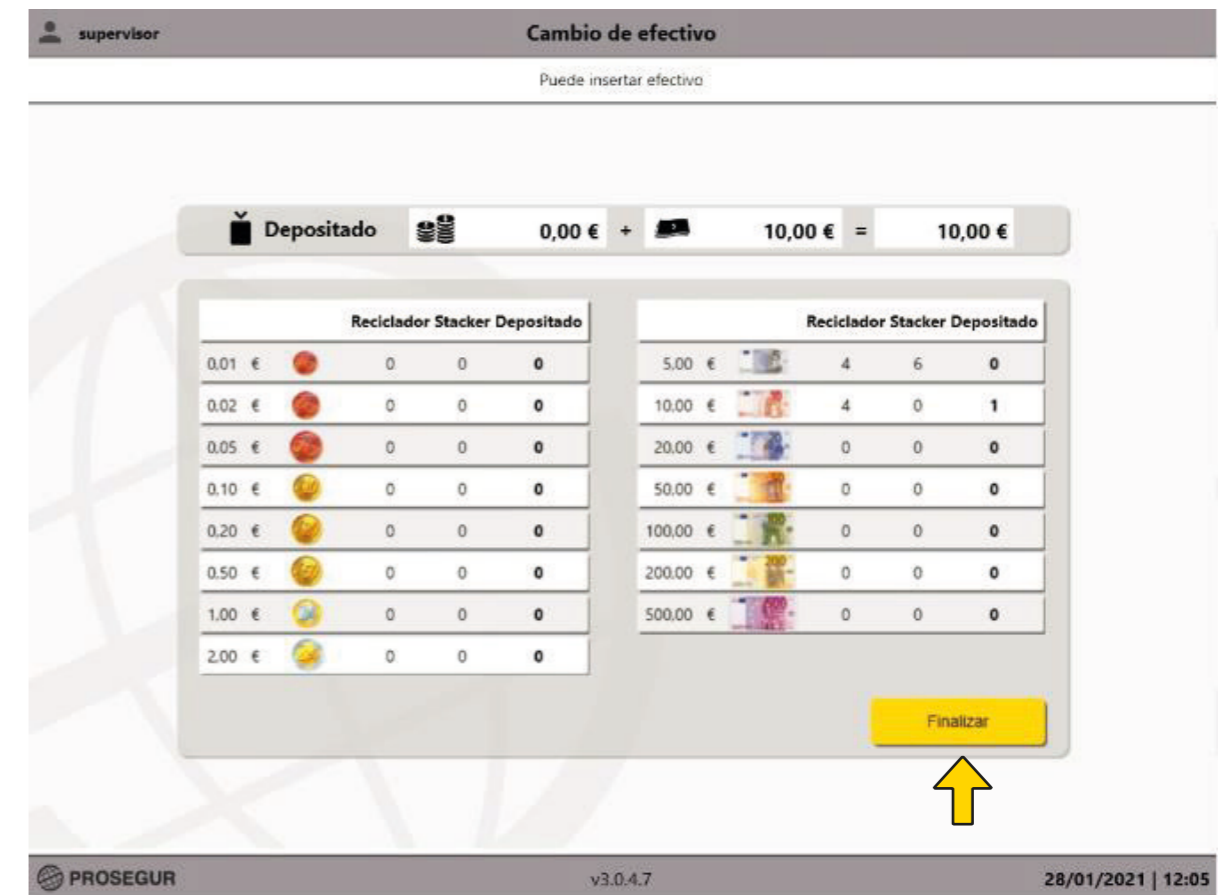 supervisor
Cambio de efectivo
Puede insertar efectivo
Depositado 0,00 € + 10,00 € = 10,00 €
Reciclador Stacker Depositado
0.01 € 0 0 0
0.02 € 0 0 0
0.05 € 0 0 0
0.10 € 0 0 0
0.20 € 0 0 0
0.50 € 0 0 0
1.00 € 0 0 0
2.00 € 0 0 0
Reciclador Stacker Depositado
5,00 € 4 6 0
10,00 € 4 0 1
20,00 € 0 0 0
50,00 € 0 0 0
100,00 € 0 0 0
200,00 € 0 0 0
500,00 € 0 0 0
Finalizar
PROSEGUR
v3.0.4.7
28/01/2021 | 12:05